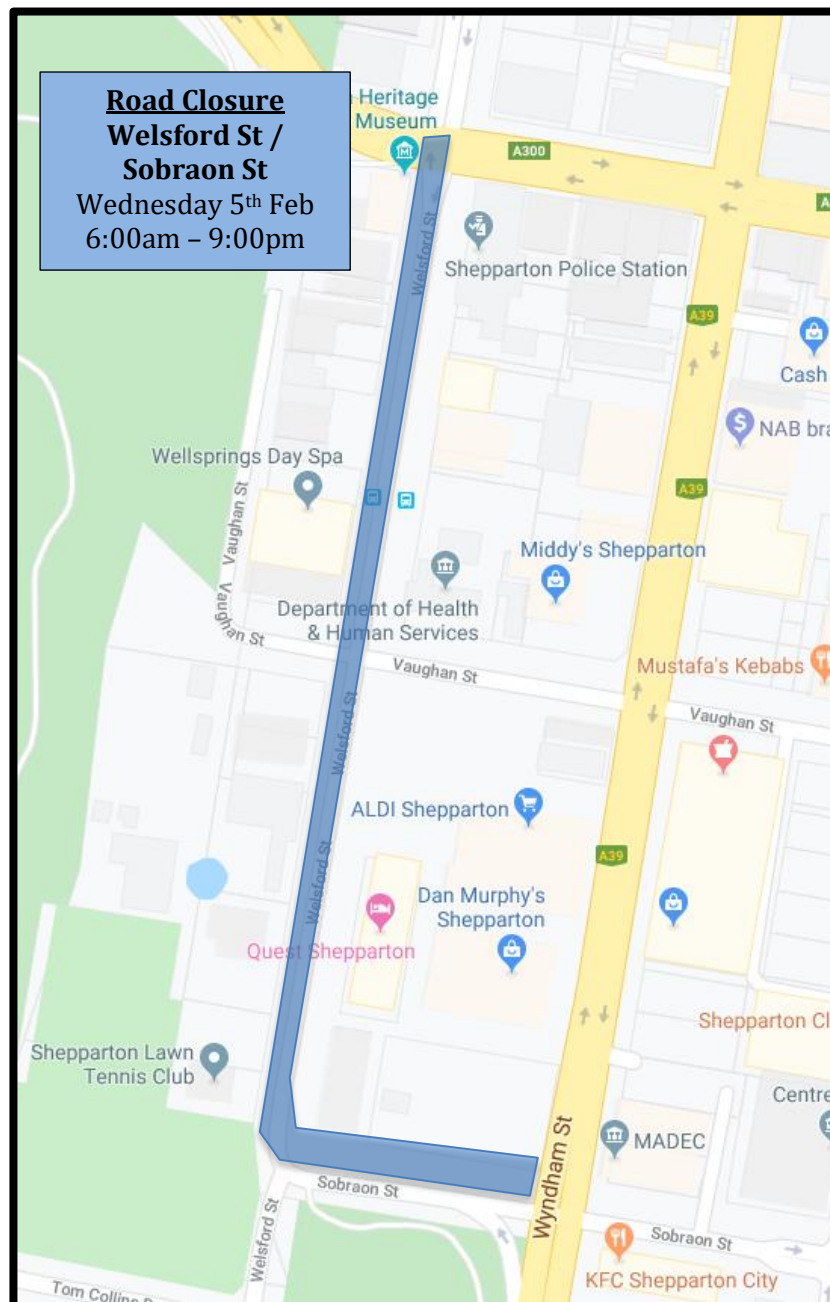 Road Closure
Welsford St /
Sobraon St
Wednesday 5th Feb
6:00am – 9:00pm
Heritage
Museum
A300
Welsford St
Shepparton Police Station
A39
Cash
NAB
Wellsprings Day Spa
A39
Vaughan St
Middy's Shepparton
Department of Health
& Human Services
Vaughan St
Vaughan St
Mustafa's Kebabs
Vaughan St
Welsford St
ALDI Shepparton
A39
Welsford St
Dan Murphy's
Shepparton
Quest Shepparton
Shepparton
Shepparton Lawn
Tennis Club
Centre
MADEC
Wyndham St
Sobraon St
Welsford St
Sobraon St
KFC Shepparton City
Tom Collins